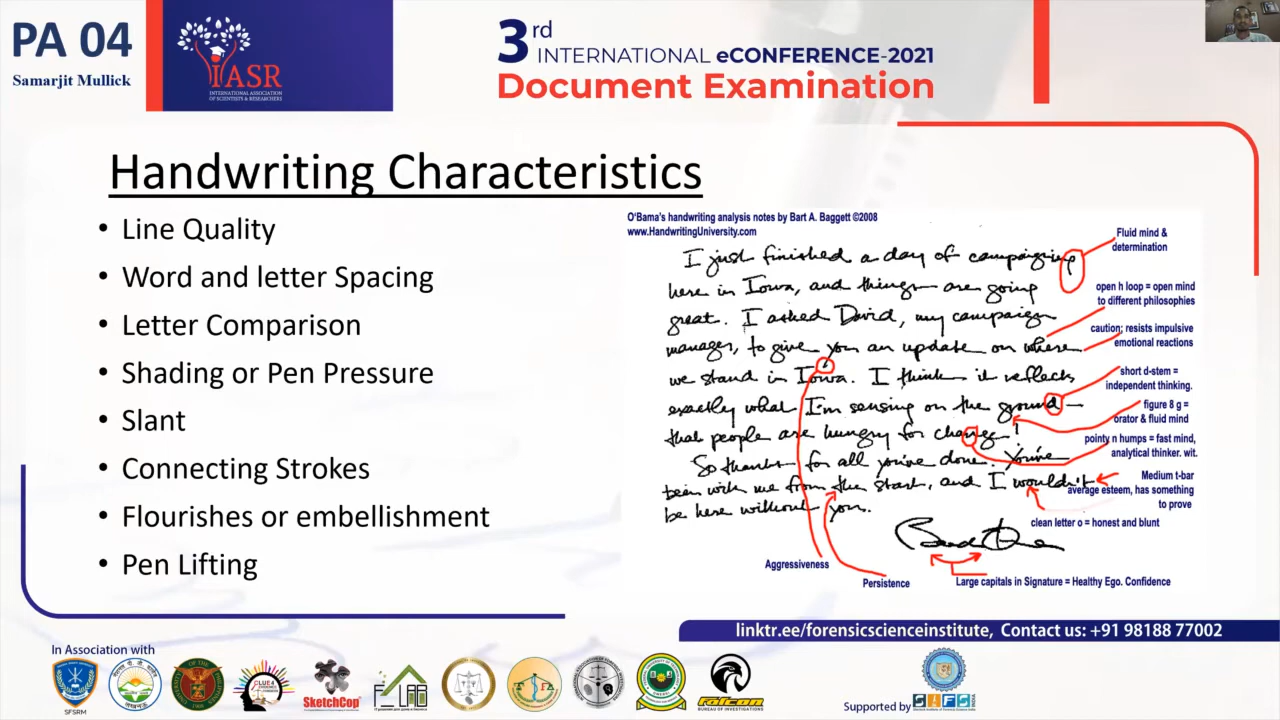 PA 04
Samarjit Mullick
IASR
INTERNATIONAL ASSOCIATION
OF SCIENTISTS & RESEARCHERS
3rd
INTERNATIONAL eCONFERENCE-2021
Document Examination
Handwriting Characteristics
• Line Quality
• Word and letter Spacing
• Letter Comparison
• Shading or Pen Pressure
• Slant
• Connecting Strokes
• Flourishes or embellishment
• Pen Lifting
O'Bama's handwriting analysis notes by Bart A. Baggett ©2008
www.HandwritingUniversity.com
I just finished a day of campaigning
here in Iowa, and things are going
great. I asked David, my campaign
manager, to give you an update on where
we stand in Iowa. I think it reflects
exactly what I'm sensing on the ground —
that people are hungry for change!
So thanks for all you've done. You've
been with me from the start, and I wouldn't
be here without you.
Fluid mind &
determination
open h loop = open mind
to different philosophies
caution; resists impulsive
emotional reactions
short d-stem =
independent thinking.
figure 8 g =
orator & fluid mind
pointy n humps = fast mind,
analytical thinker. wit.
Medium t-bar
average esteem, has something
to prove
clean letter o = honest and blunt
Aggressiveness
Persistence
Large capitals in Signature = Healthy Ego. Confidence
linktr.ee/forensicscienceinstitute, Contact us: +91 98188 77002
In Association with
SFSRM
CLUE4
SketchCop
FLAB
falcon
BUREAU OF INVESTIGATIONS
Supported by
SIFS
INDIA